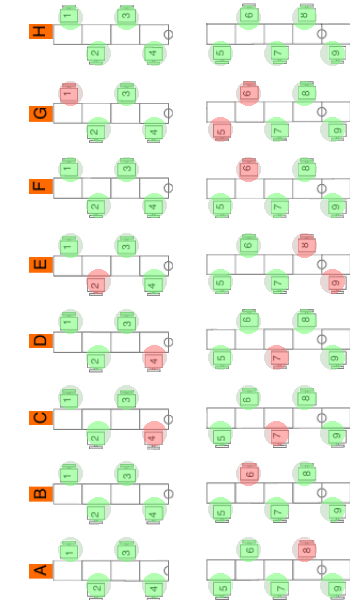 A B C D E F G H
1 1 1 1 1 1 1 1
2 2 2 2 2 2 2 2
3 3 3 3 3 3 3 3
4 4 4 4 4 4 4 4
5 5 5 5 5 5 5 5
6 6 6 6 6 6 6 6
7 7 7 7 7 7 7 7
8 8 8 8 8 8 8 8
9 9 9 9 9 9 9 9